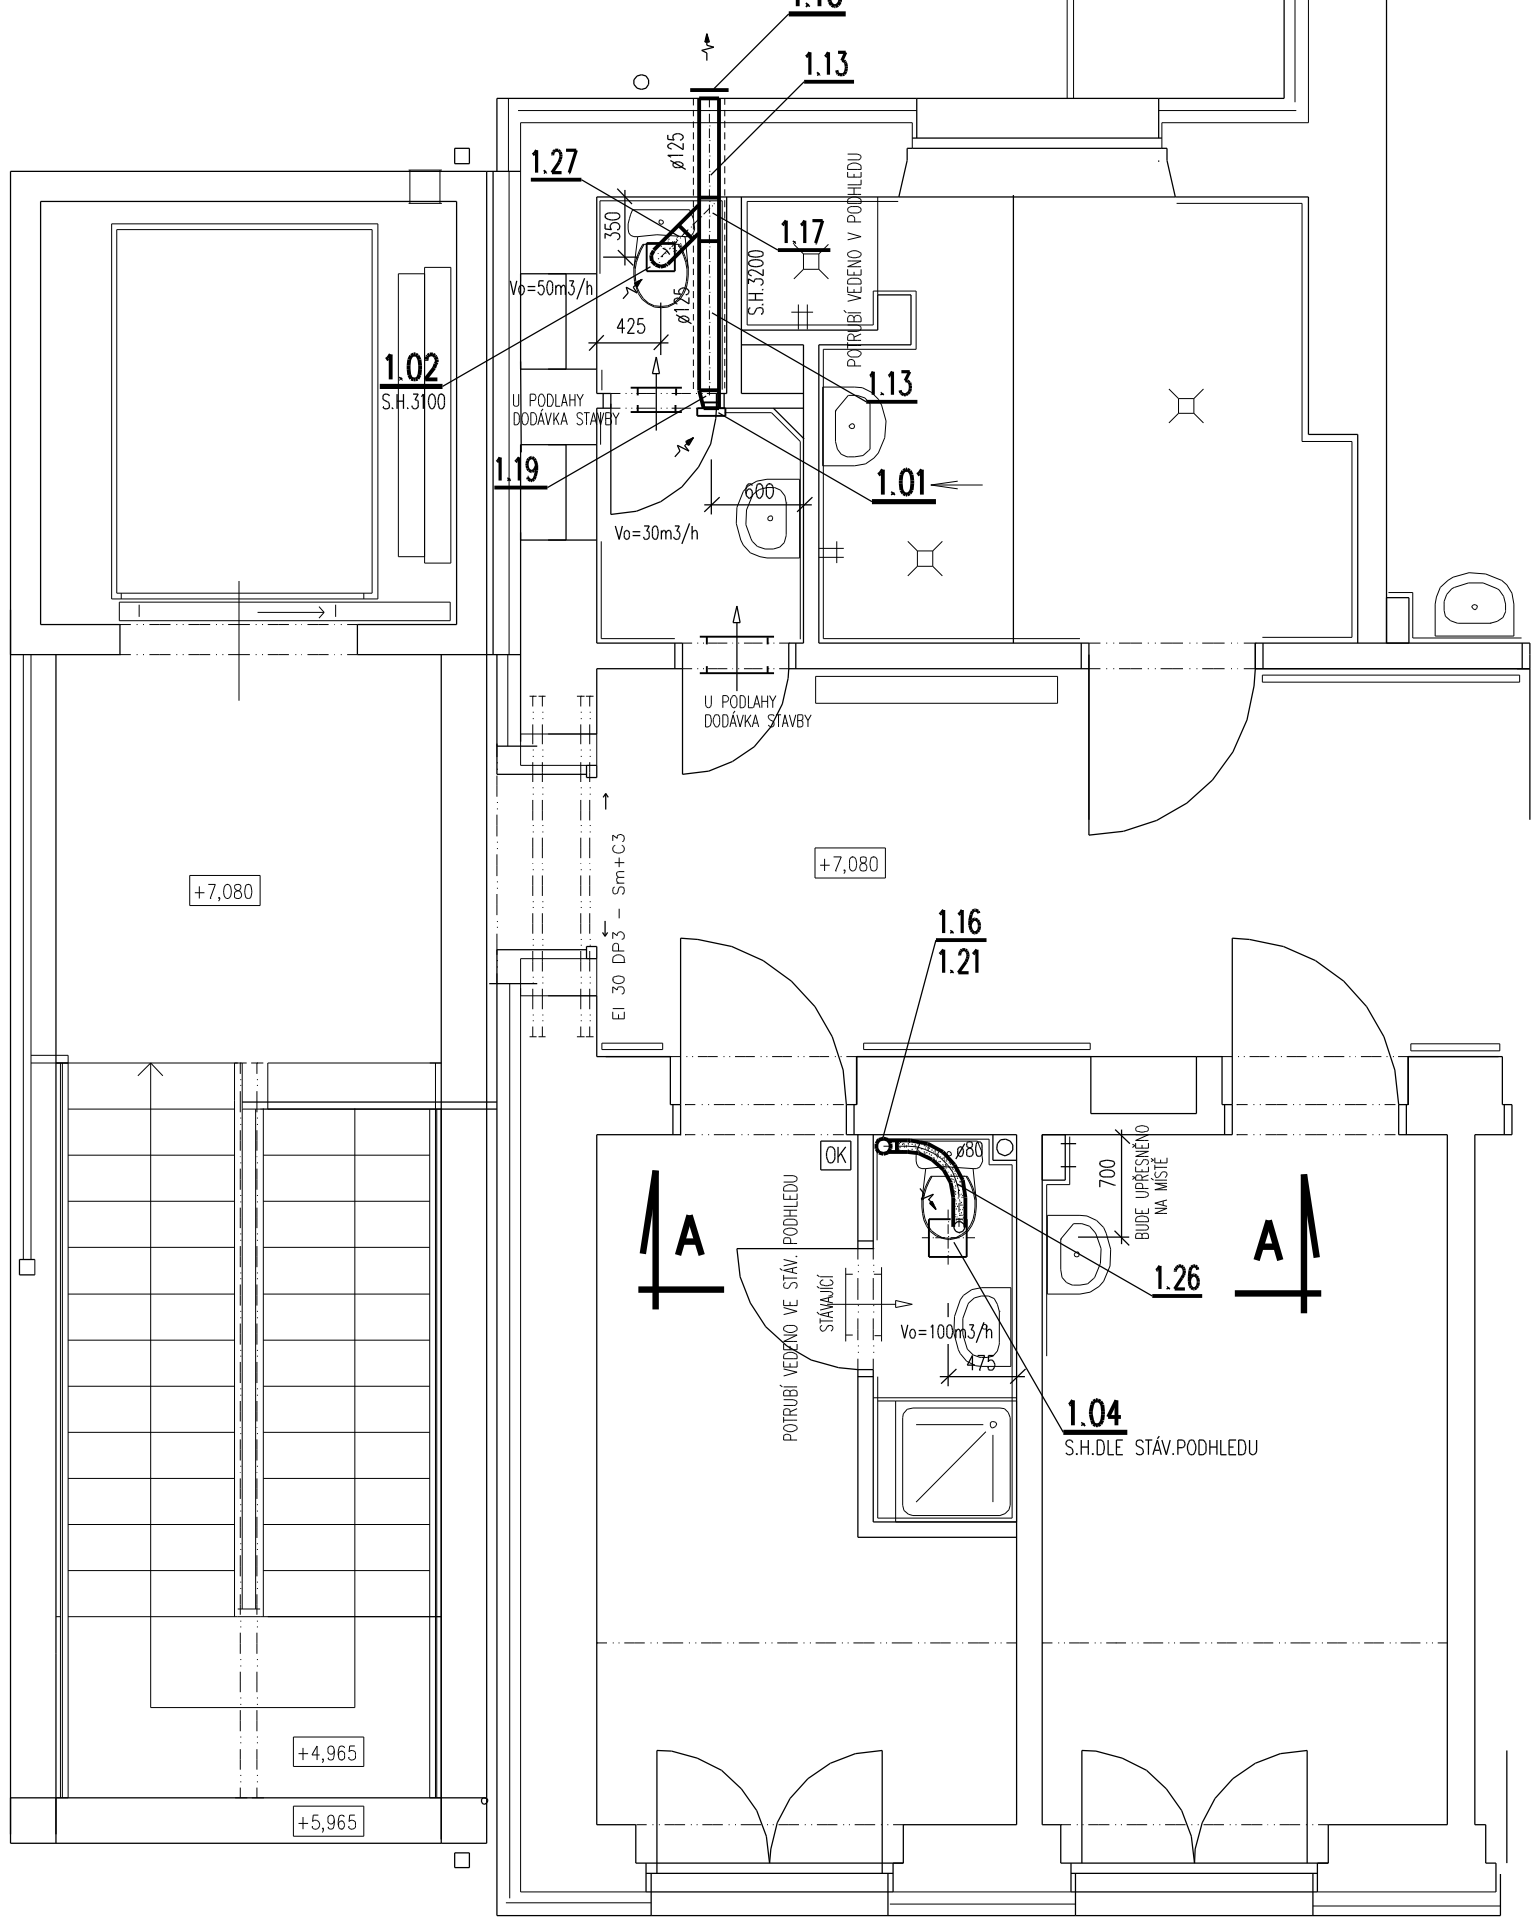 1.13
ø125
1.27
350
1.17
POTRUBÍ VEDENO V PODHLEDU
S.H.3200
Vo=50m3/h
ø125
425
1.02
S.H.3100
1.13
U PODLAHY
DODÁVKA STAVBY
1.19
1.01
600
Vo=30m3/h
U PODLAHY
DODÁVKA STAVBY
EI 30 DP3 - Sm+C3
+7,080
+7,080
1.16
1.21
OK
ø80
700
BUDE UPŘESNĚNO
NA MÍSTĚ
A
A
POTRUBÍ VEDENO VE STÁV. PODHLEDU
STÁVAJÍCÍ
1.26
Vo=100m3/h
475
1.04
S.H.DLE STÁV.PODHLEDU
+4,965
+5,965